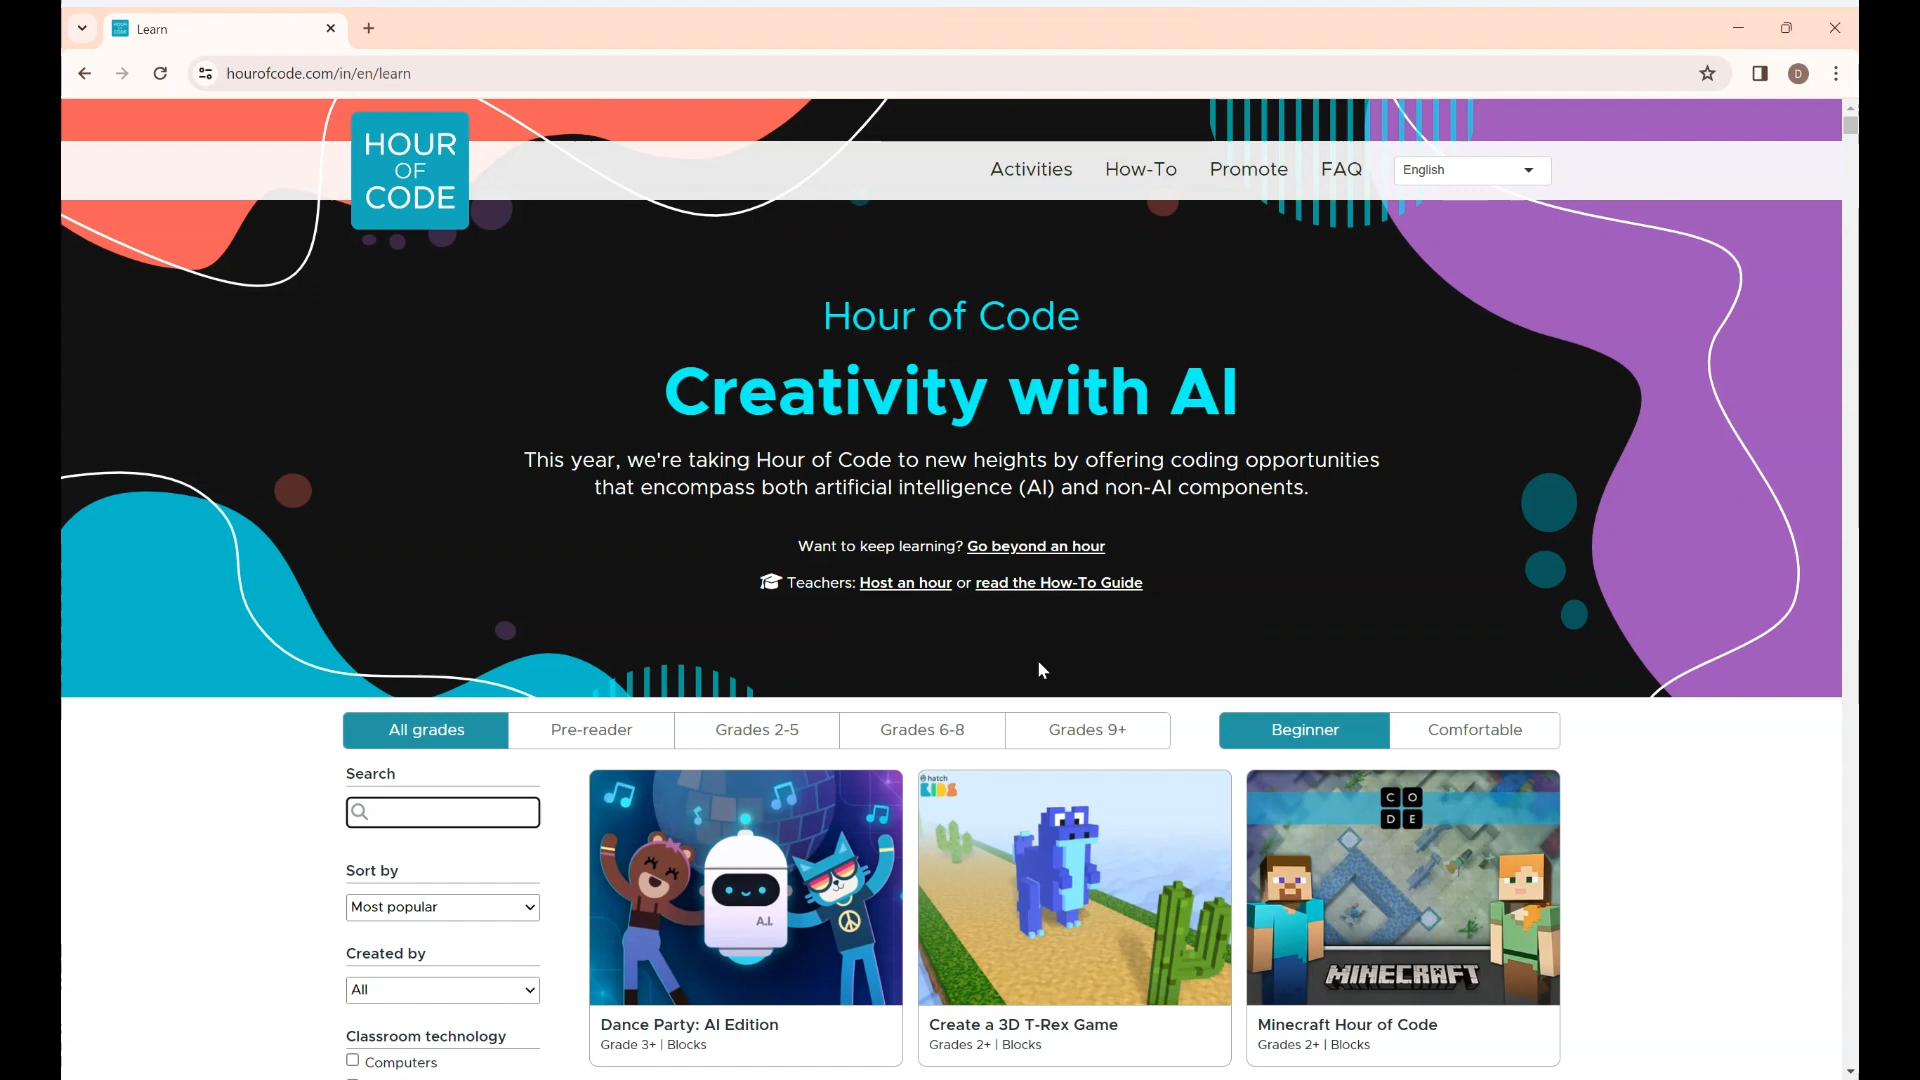 Learn
hourofcode.com/in/en/learn
D
HOUR
OF
CODE
Activities
How-To
Promote
FAQ
English
Hour of Code
Creativity with AI
This year, we're taking Hour of Code to new heights by offering coding opportunities
that encompass both artificial intelligence (AI) and non-AI components.
Want to keep learning? Go beyond an hour
Teachers: Host an hour or read the How-To Guide
All grades
Pre-reader
Grades 2-5
Grades 6-8
Grades 9+
Beginner
Comfortable
Search
Sort by
Most popular
Created by
All
Classroom technology
Computers
A.I.
Dance Party: AI Edition
Grade 3+ | Blocks
hatch
KIDS
Create a 3D T-Rex Game
Grades 2+ | Blocks
C O
D E
MINECRAFT
Minecraft Hour of Code
Grades 2+ | Blocks